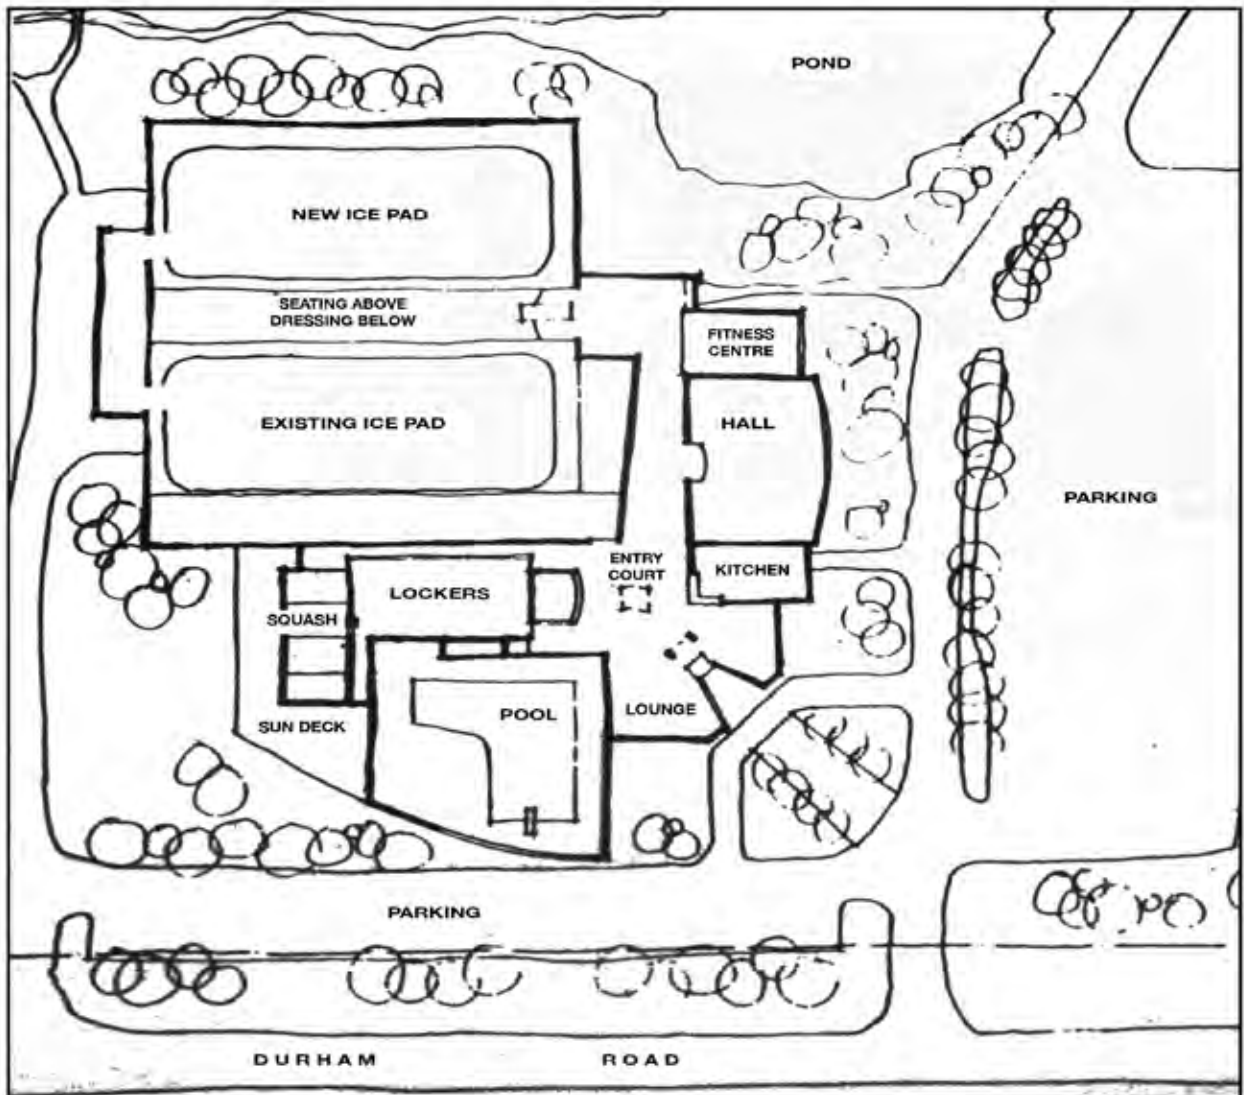 POND
NEW ICE PAD
SEATING ABOVE
DRESSING BELOW
FITNESS
CENTRE
EXISTING ICE PAD
HALL
PARKING
ENTRY
COURT
KITCHEN
LOCKERS
SQUASH
LOUNGE
POOL
SUN DECK
PARKING
DURHAM ROAD